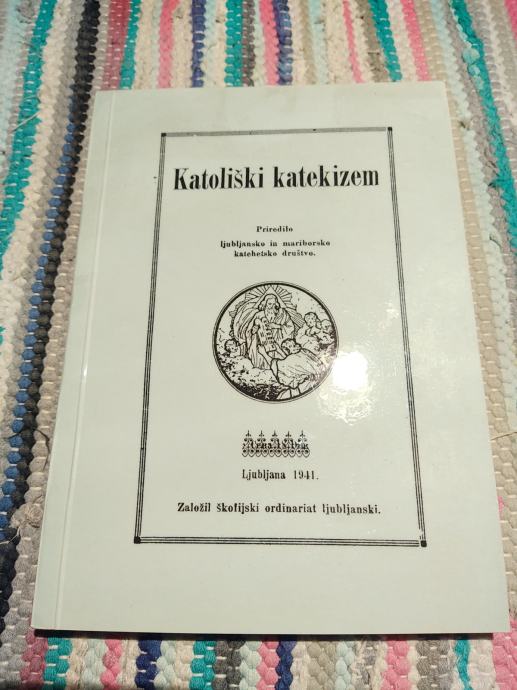 Katoliški katekizem
Priredilo
ljubljansko in mariborsko
katehetsko društvo.
Ljubljana 1941.
Založil škofijski ordinariat ljubljanski.